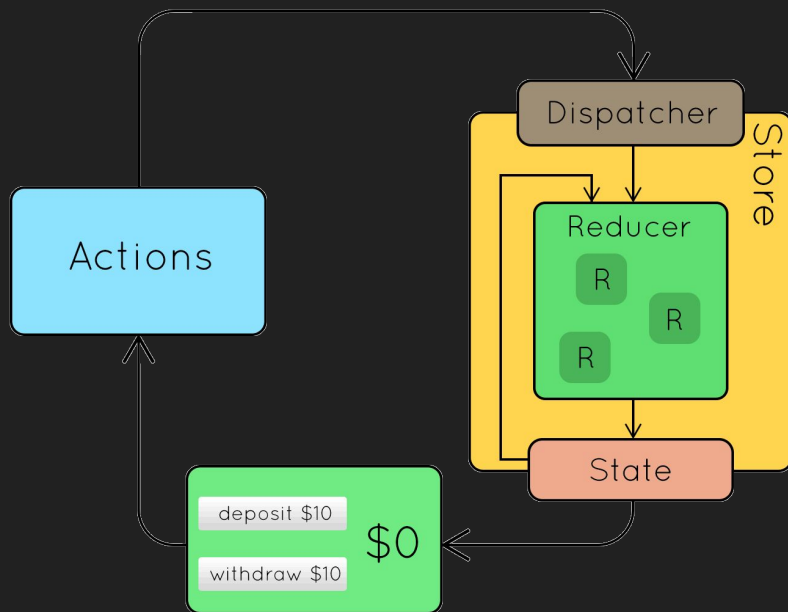 Dispatcher
Store
Reducer
R
R
R
Actions
State
deposit $10
$0
withdraw $10